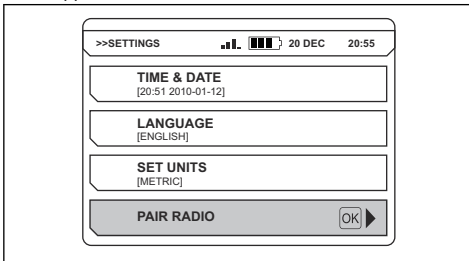 >>SETTINGS 20 DEC 20:55
TIME & DATE
[20:51 2010-01-12]
LANGUAGE
[ENGLISH]
SET UNITS
[METRIC]
PAIR RADIO OK